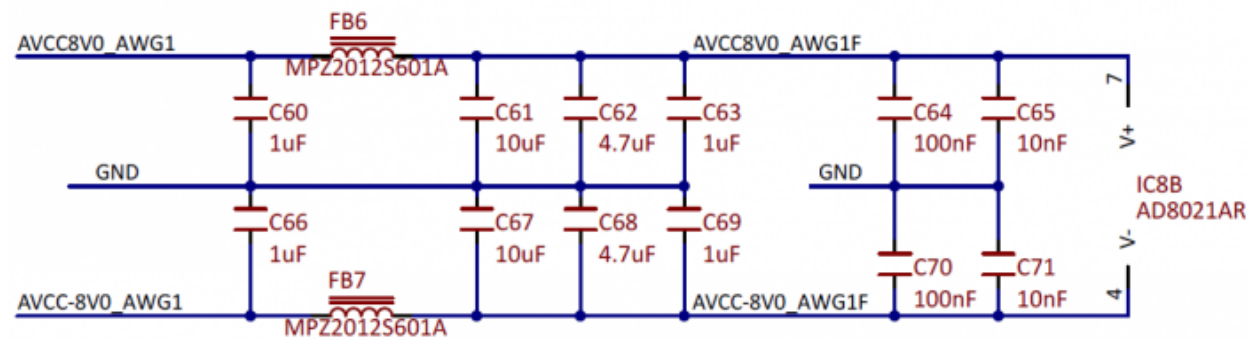 FB6
AVCC8V0_AWG1
AVCC8V0_AWG1F
MPZ2012S601A
7
C60
C61
C62
C63
C64
C65
1uF
10uF
4.7uF
1uF
100nF
10nF
V+
GND
GND
IC8B
AD8021AR
C66
C67
C68
C69
1uF
10uF
4.7uF
1uF
V-
C70
C71
100nF
10nF
FB7
4
AVCC-8V0_AWG1
AVCC-8V0_AWG1F
MPZ2012S601A